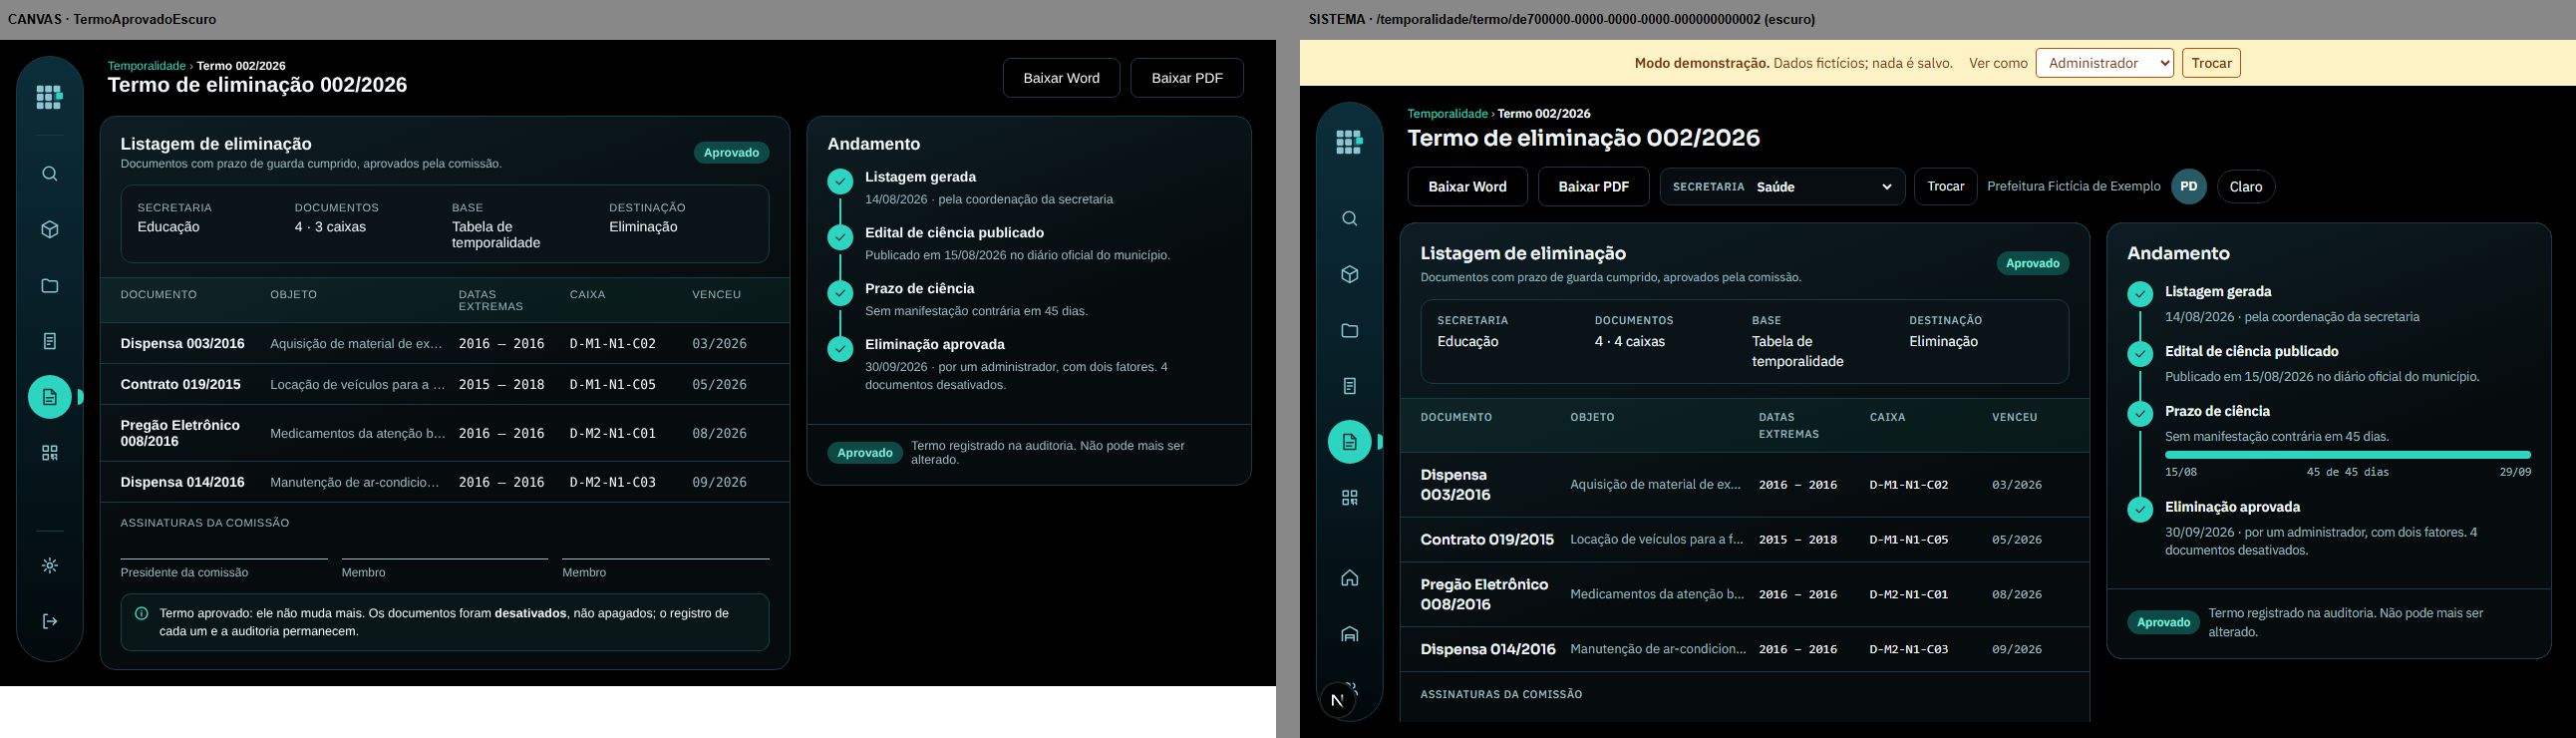 CANVAS · TermoAprovadoEscuro
Temporalidade › Termo 002/2026
Termo de eliminação 002/2026
Baixar Word
Baixar PDF
Listagem de eliminação
Documentos com prazo de guarda cumprido, aprovados pela comissão.
Aprovado
SECRETARIA
DOCUMENTOS
BASE
DESTINAÇÃO
Educação
4 · 3 caixas
Tabela de
temporalidade
Eliminação
DOCUMENTO
OBJETO
DATAS
EXTREMAS
CAIXA
VENCEU
Dispensa 003/2016
Aquisição de material de ex...
2016 – 2016
D-M1-N1-C02
03/2026
Contrato 019/2015
Locação de veículos para a ...
2015 – 2018
D-M1-N1-C05
05/2026
Pregão Eletrônico
008/2016
Medicamentos da atenção b...
2016 – 2016
D-M2-N1-C01
08/2026
Dispensa 014/2016
Manutenção de ar-condicio...
2016 – 2016
D-M2-N1-C03
09/2026
ASSINATURAS DA COMISSÃO
Presidente da comissão
Membro
Membro
Termo aprovado: ele não muda mais. Os documentos foram desativados, não apagados; o registro de
cada um e a auditoria permanecem.
Andamento
Listagem gerada
14/08/2026 · pela coordenação da secretaria
Edital de ciência publicado
Publicado em 15/08/2026 no diário oficial do município.
Prazo de ciência
Sem manifestação contrária em 45 dias.
Eliminação aprovada
30/09/2026 · por um administrador, com dois fatores. 4
documentos desativados.
Aprovado
Termo registrado na auditoria. Não pode mais ser
alterado.
SISTEMA · /temporalidade/termo/de700000-0000-0000-0000-000000000002 (escuro)
Modo demonstração. Dados fictícios; nada é salvo.
Ver como
Administrador
Trocar
Temporalidade › Termo 002/2026
Termo de eliminação 002/2026
Baixar Word
Baixar PDF
SECRETARIA
Saúde
Trocar
Prefeitura Fictícia de Exemplo
PD
Claro
Listagem de eliminação
Documentos com prazo de guarda cumprido, aprovados pela comissão.
Aprovado
SECRETARIA
DOCUMENTOS
BASE
DESTINAÇÃO
Educação
4 · 4 caixas
Tabela de
temporalidade
Eliminação
DOCUMENTO
OBJETO
DATAS
EXTREMAS
CAIXA
VENCEU
Dispensa
003/2016
Aquisição de material de ex...
2016 – 2016
D-M1-N1-C02
03/2026
Contrato 019/2015
Locação de veículos para a f...
2015 – 2018
D-M1-N1-C05
05/2026
Pregão Eletrônico
008/2016
Medicamentos da atenção b...
2016 – 2016
D-M2-N1-C01
08/2026
Dispensa 014/2016
Manutenção de ar-condicion...
2016 – 2016
D-M2-N1-C03
09/2026
ASSINATURAS DA COMISSÃO
N
Andamento
Listagem gerada
14/08/2026 · pela coordenação da secretaria
Edital de ciência publicado
Publicado em 15/08/2026 no diário oficial do município.
Prazo de ciência
Sem manifestação contrária em 45 dias.
15/08
45 de 45 dias
29/09
Eliminação aprovada
30/09/2026 · por um administrador, com dois fatores. 4
documentos desativados.
Aprovado
Termo registrado na auditoria. Não pode mais ser
alterado.